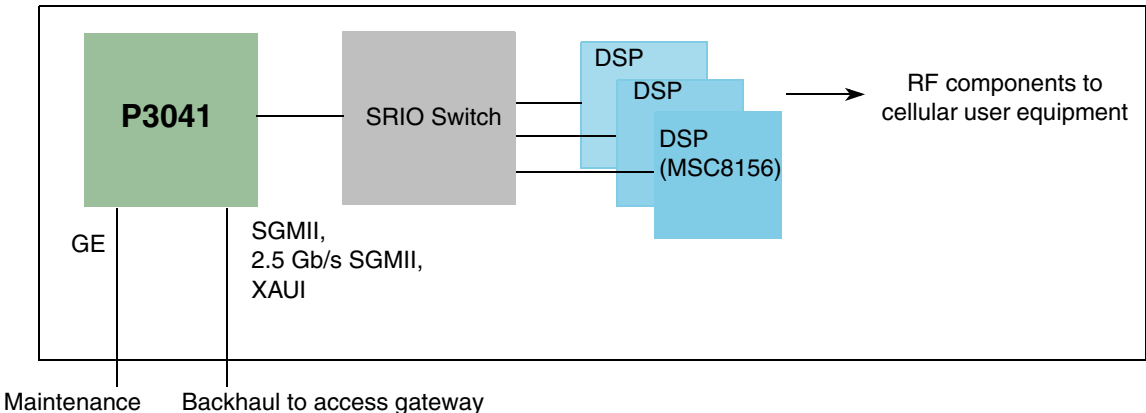 P3041
SRIO Switch
DSP
DSP
DSP
(MSC8156)
RF components to
cellular user equipment
GE
SGMII,
2.5 Gb/s SGMII,
XAUI
Maintenance
Backhaul to access gateway